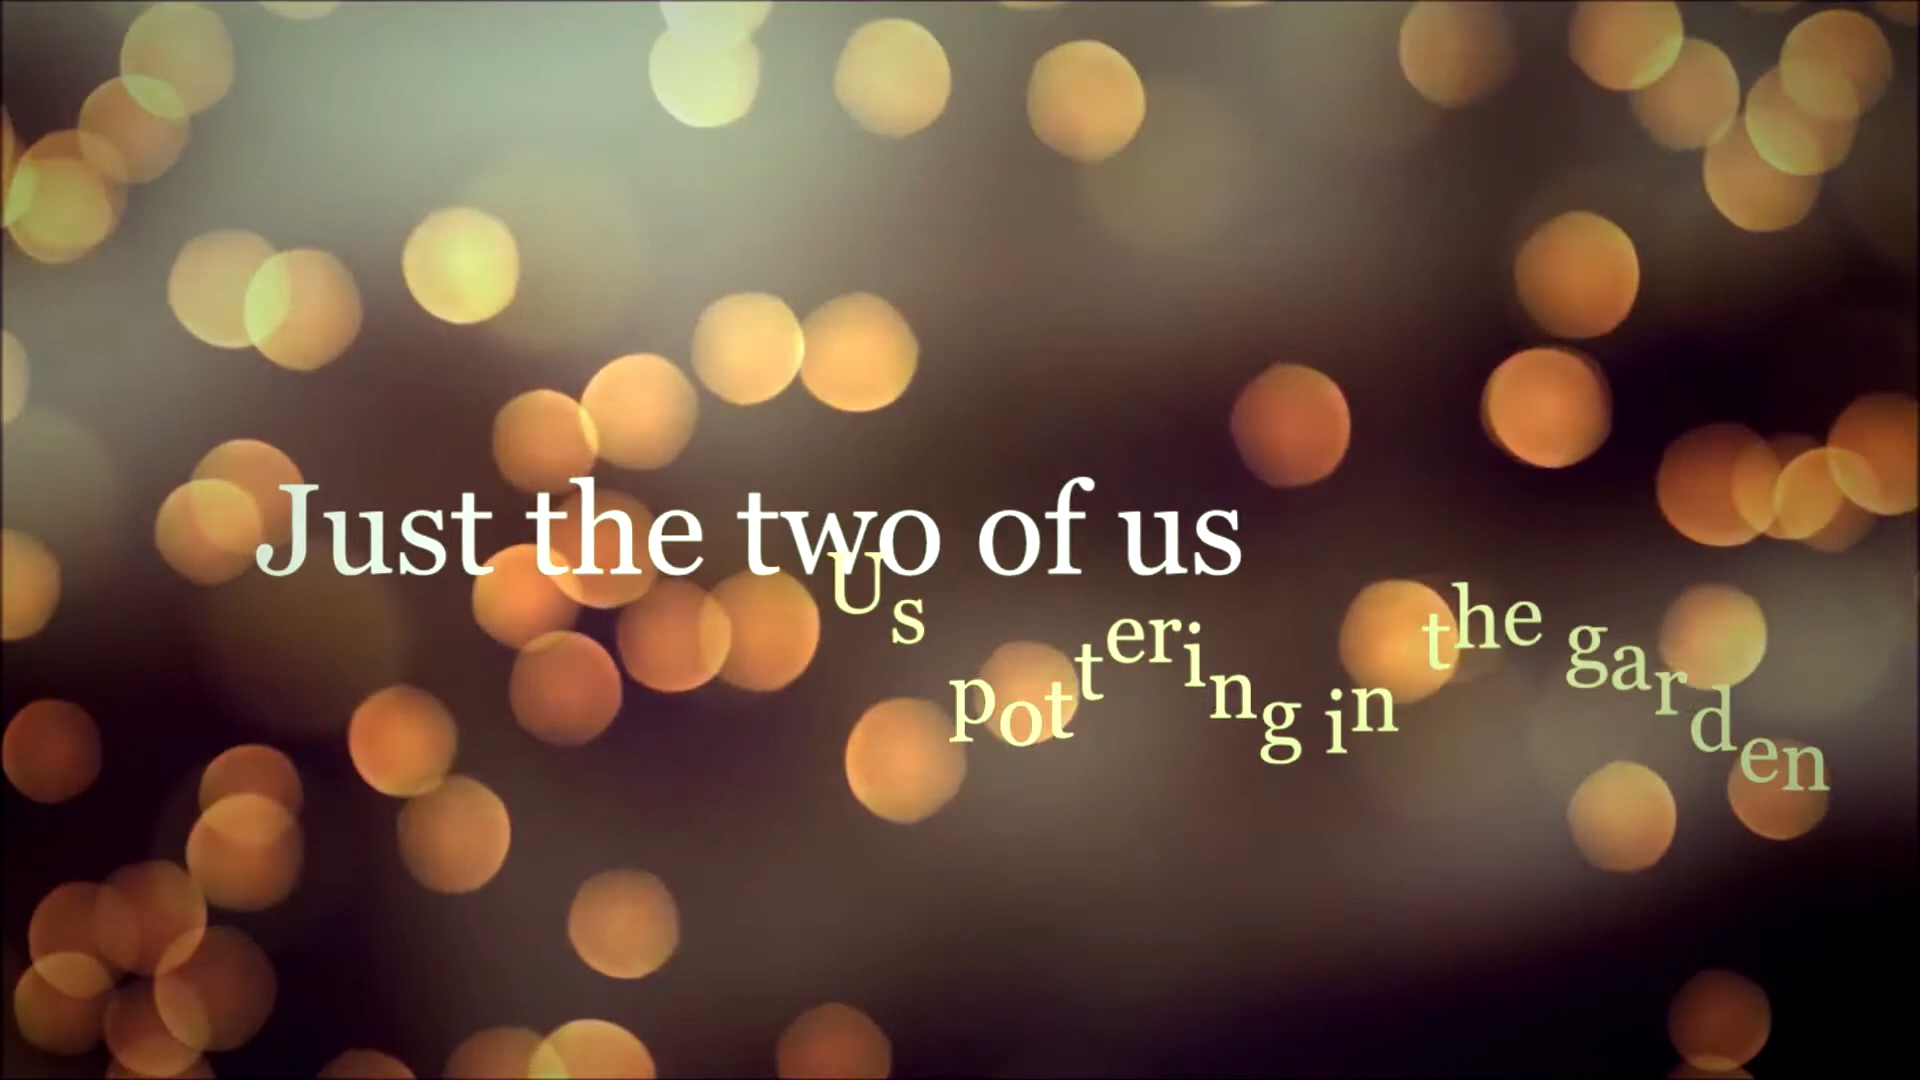 Just the two of us
Us pottering in the garden